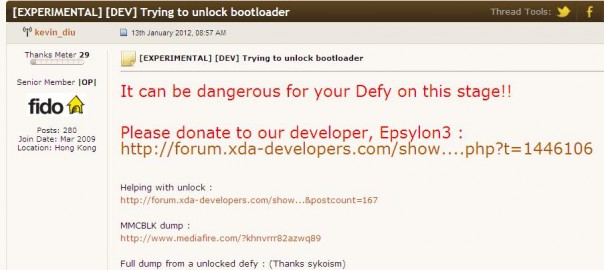 [EXPERIMENTAL] [DEV] Trying to unlock bootloader
Thread Tools:
kevin_diu
13th January 2012, 08:57 AM
Thanks Meter 29
Senior Member |OP|
fido
Posts: 280
Join Date: Mar 2009
Location: Hong Kong
[EXPERIMENTAL] [DEV] Trying to unlock bootloader
It can be dangerous for your Defy on this stage!!
Please donate to our developer, Epsylon3 :
http://forum.xda-developers.com/show....php?t=1446106
Helping with unlock :
http://forum.xda-developers.com/show...&postcount=167
MMCBLK dump :
http://www.mediafire.com/?khnvrrr82azwq89
Full dump from a unlocked defy : (Thanks sykoism)